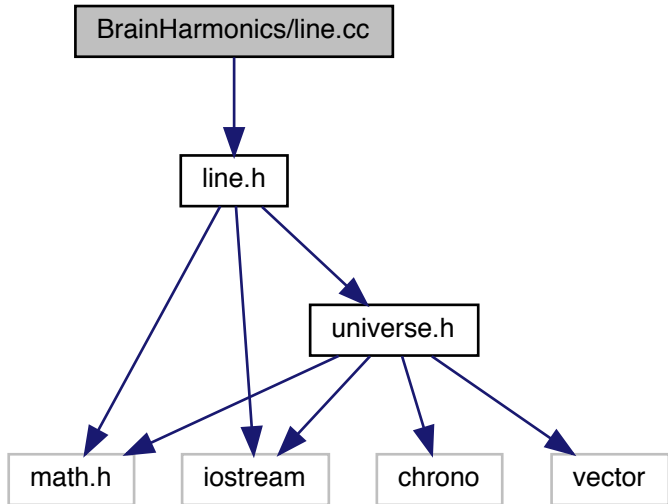 BrainHarmonics/line.cc
line.h
universe.h
math.h
iostream
chrono
vector